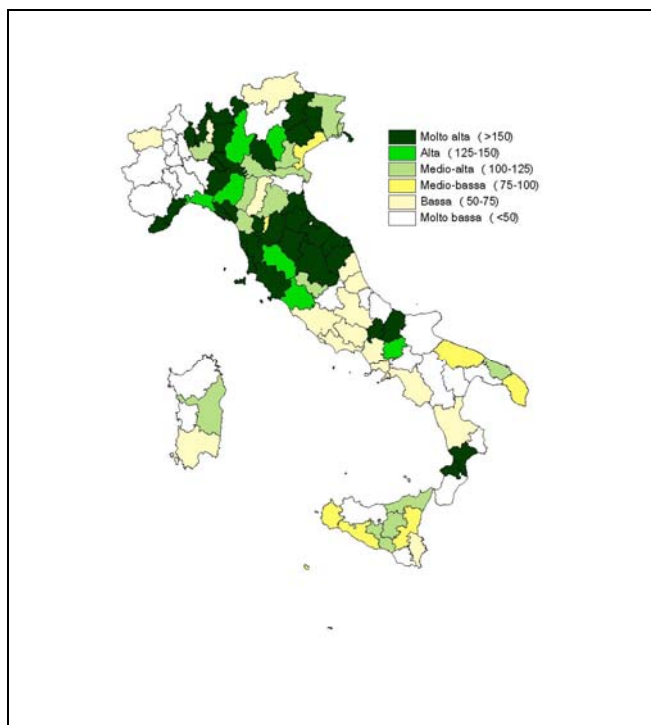 Molto alta (>150)
Alta (125-150)
Medio-alta (100-125)
Medio-bassa (75-100)
Bassa (50-75)
Molto bassa (<50)